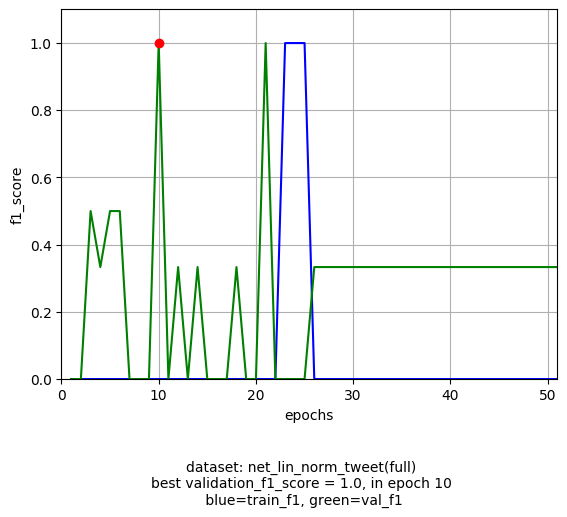 1.0
0.8
0.6
0.4
0.2
0.0
f1_score
0 10 20 30 40 50
epochs
dataset: net_lin_norm_tweet(full)
best validation_f1_score = 1.0, in epoch 10
blue=train_f1, green=val_f1